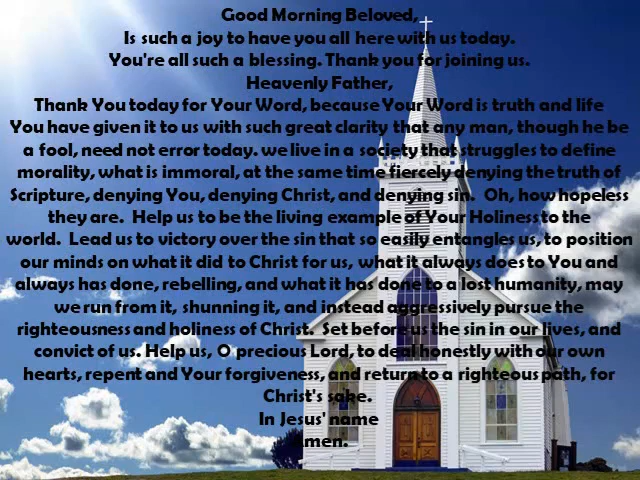 Good Morning Beloved,
Is such a joy to have you all here with us today.
You're all such a blessing. Thank you for joining us.
Heavenly Father,
Thank You today for Your Word, because Your Word is truth and life
You have given it to us with such great clarity that any man, though he be
a fool, need not error today. we live in a society that struggles to define
morality, what is immoral, at the same time fiercely denying the truth of
Scripture, denying You, denying Christ, and denying sin. Oh, how hopeless
they are. Help us to be the living example of Your Holiness to the
world. Lead us to victory over the sin that so easily entangles us, to position
our minds on what it did to Christ for us, what it always does to You and
always has done, rebelling, and what it has done to a lost humanity, may
we run from it, shunning it, and instead aggressively pursue the
righteousness and holiness of Christ. Set before us the sin in our lives, and
convict of us. Help us, O precious Lord, to deal honestly with our own
hearts, repent and Your forgiveness, and return to a righteous path, for
Christ's sake.
In Jesus' name
Amen.